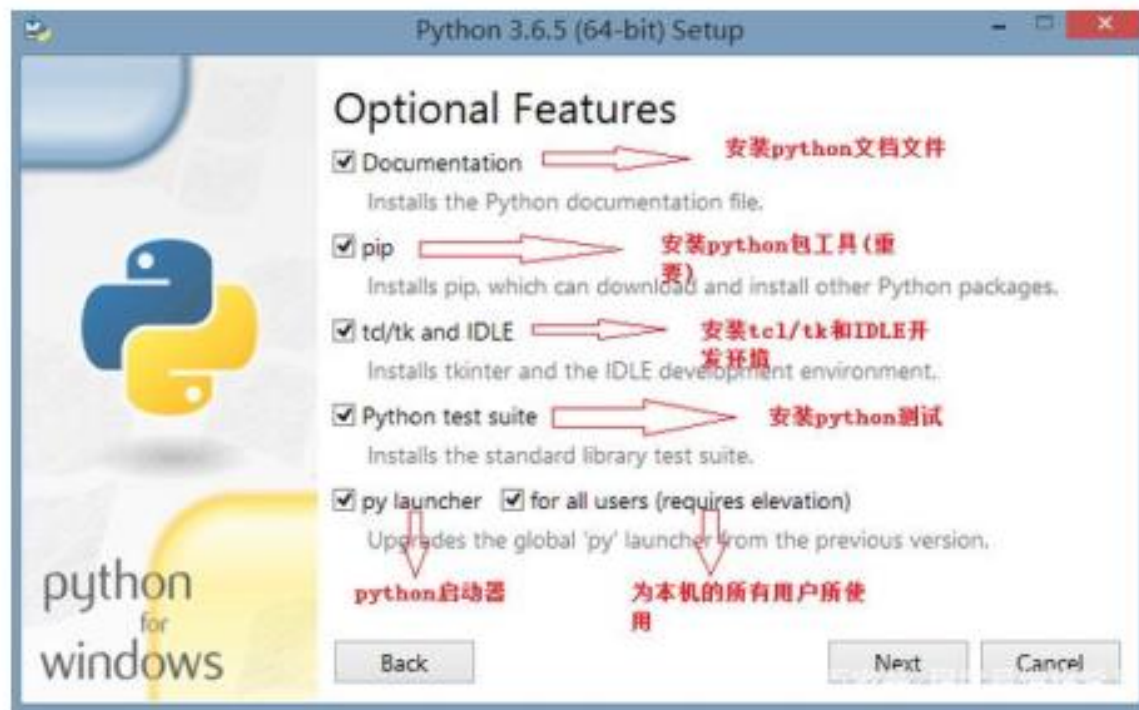 Python 3.6.5 (64-bit) Setup
Optional Features
Documentation
安装python文档文件
Installs the Python documentation file.
pip
安装python包工具(重
要)
Installs pip, which can download and install other Python packages.
tcl/tk and IDLE
安装tcl/tk和IDLE开
发环境
Installs tkinter and the IDLE development environment.
Python test suite
安装python测试
Installs the standard library test suite.
py launcher for all users (requires elevation)
Upgrades the global 'py' launcher from the previous version.
python启动器
为本机的所有用户所使
用
python
for
windows
Back Next Cancel